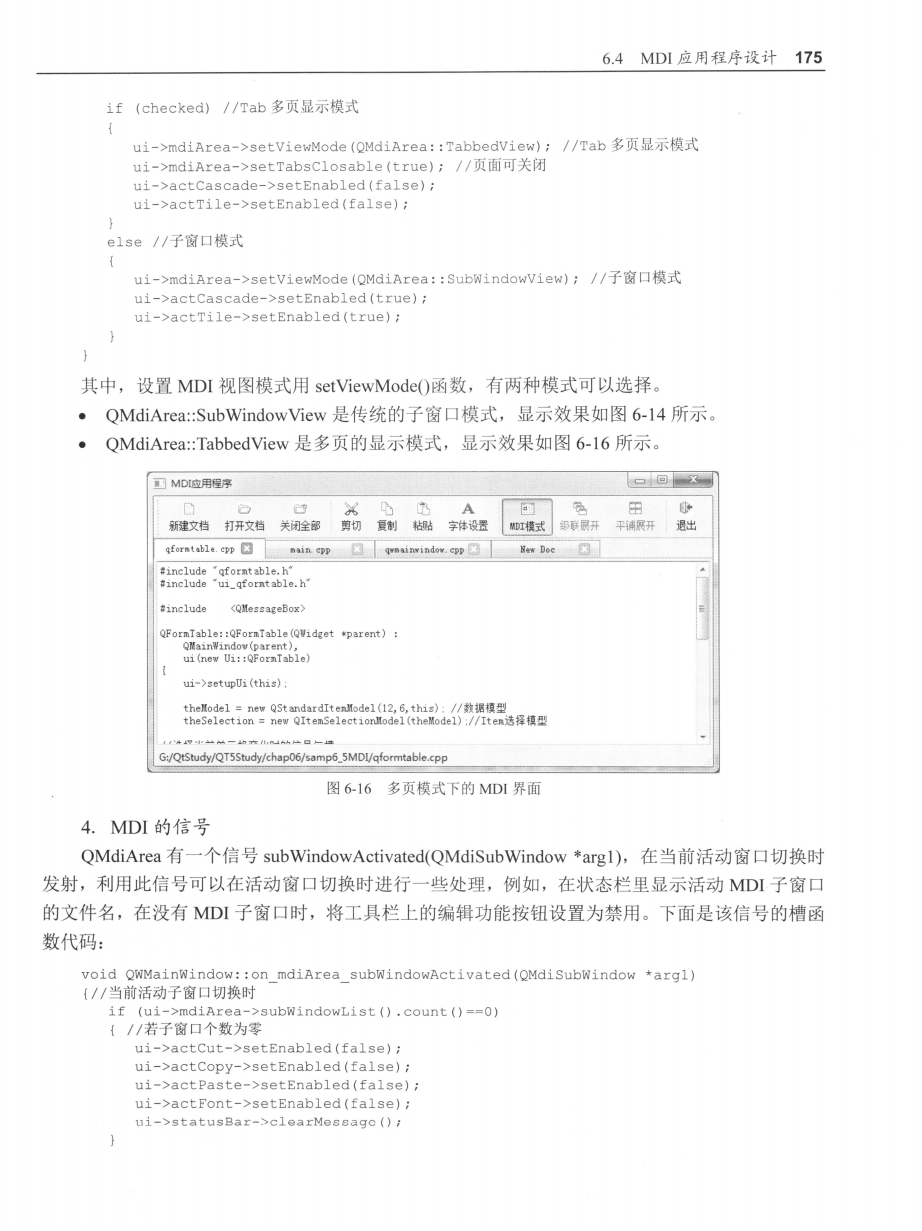 6.4 MDI 应用程序设计 175
if (checked) //Tab 多页显示模式
{
ui->mdiArea->setViewMode(QMdiArea::TabbedView); //Tab 多页显示模式
ui->mdiArea->setTabsClosable(true); //页面可关闭
ui->actCascade->setEnabled(false);
ui->actTile->setEnabled(false);
}
else //子窗口模式
{
ui->mdiArea->setViewMode(QMdiArea::SubWindowView); //子窗口模式
ui->actCascade->setEnabled(true);
ui->actTile->setEnabled(true);
}
}
其中，设置 MDI 视图模式用 setViewMode()函数，有两种模式可以选择。
● QMdiArea::SubWindowView 是传统的子窗口模式，显示效果如图 6-14 所示。
● QMdiArea::TabbedView 是多页的显示模式，显示效果如图 6-16 所示。
MDI应用程序
新建文档 打开文档 关闭全部 剪切 复制 粘贴 字体设置 MDI模式 级联展开 平铺展开 退出
qformtable.cpp main.cpp qwmainwindow.cpp New Doc
#include "qformtable.h"
#include "ui_qformtable.h"
#include <QMessageBox>
QFormTable::QFormTable(QWidget *parent) :
QMainWindow(parent),
ui(new Ui::QFormTable)
{
ui->setupUi(this);
theModel = new QStandardItemModel(12,6,this); //数据模型
theSelection = new QItemSelectionModel(theModel);//Item选择模型
G:/QtStudy/QT5Study/chap06/samp6_5MDI/qformtable.cpp
图 6-16 多页模式下的 MDI 界面
4. MDI 的信号
QMdiArea 有一个信号 subWindowActivated(QMdiSubWindow *arg1)，在当前活动窗口切换时
发射，利用此信号可以在活动窗口切换时进行一些处理，例如，在状态栏里显示活动 MDI 子窗口
的文件名，在没有 MDI 子窗口时，将工具栏上的编辑功能按钮设置为禁用。下面是该信号的槽函
数代码：
void QWMainWindow::on_mdiArea_subWindowActivated(QMdiSubWindow *arg1)
{//当前活动子窗口切换时
if (ui->mdiArea->subWindowList().count()==0)
{ //若子窗口个数为零
ui->actCut->setEnabled(false);
ui->actCopy->setEnabled(false);
ui->actPaste->setEnabled(false);
ui->actFont->setEnabled(false);
ui->statusBar->clearMessage();
}